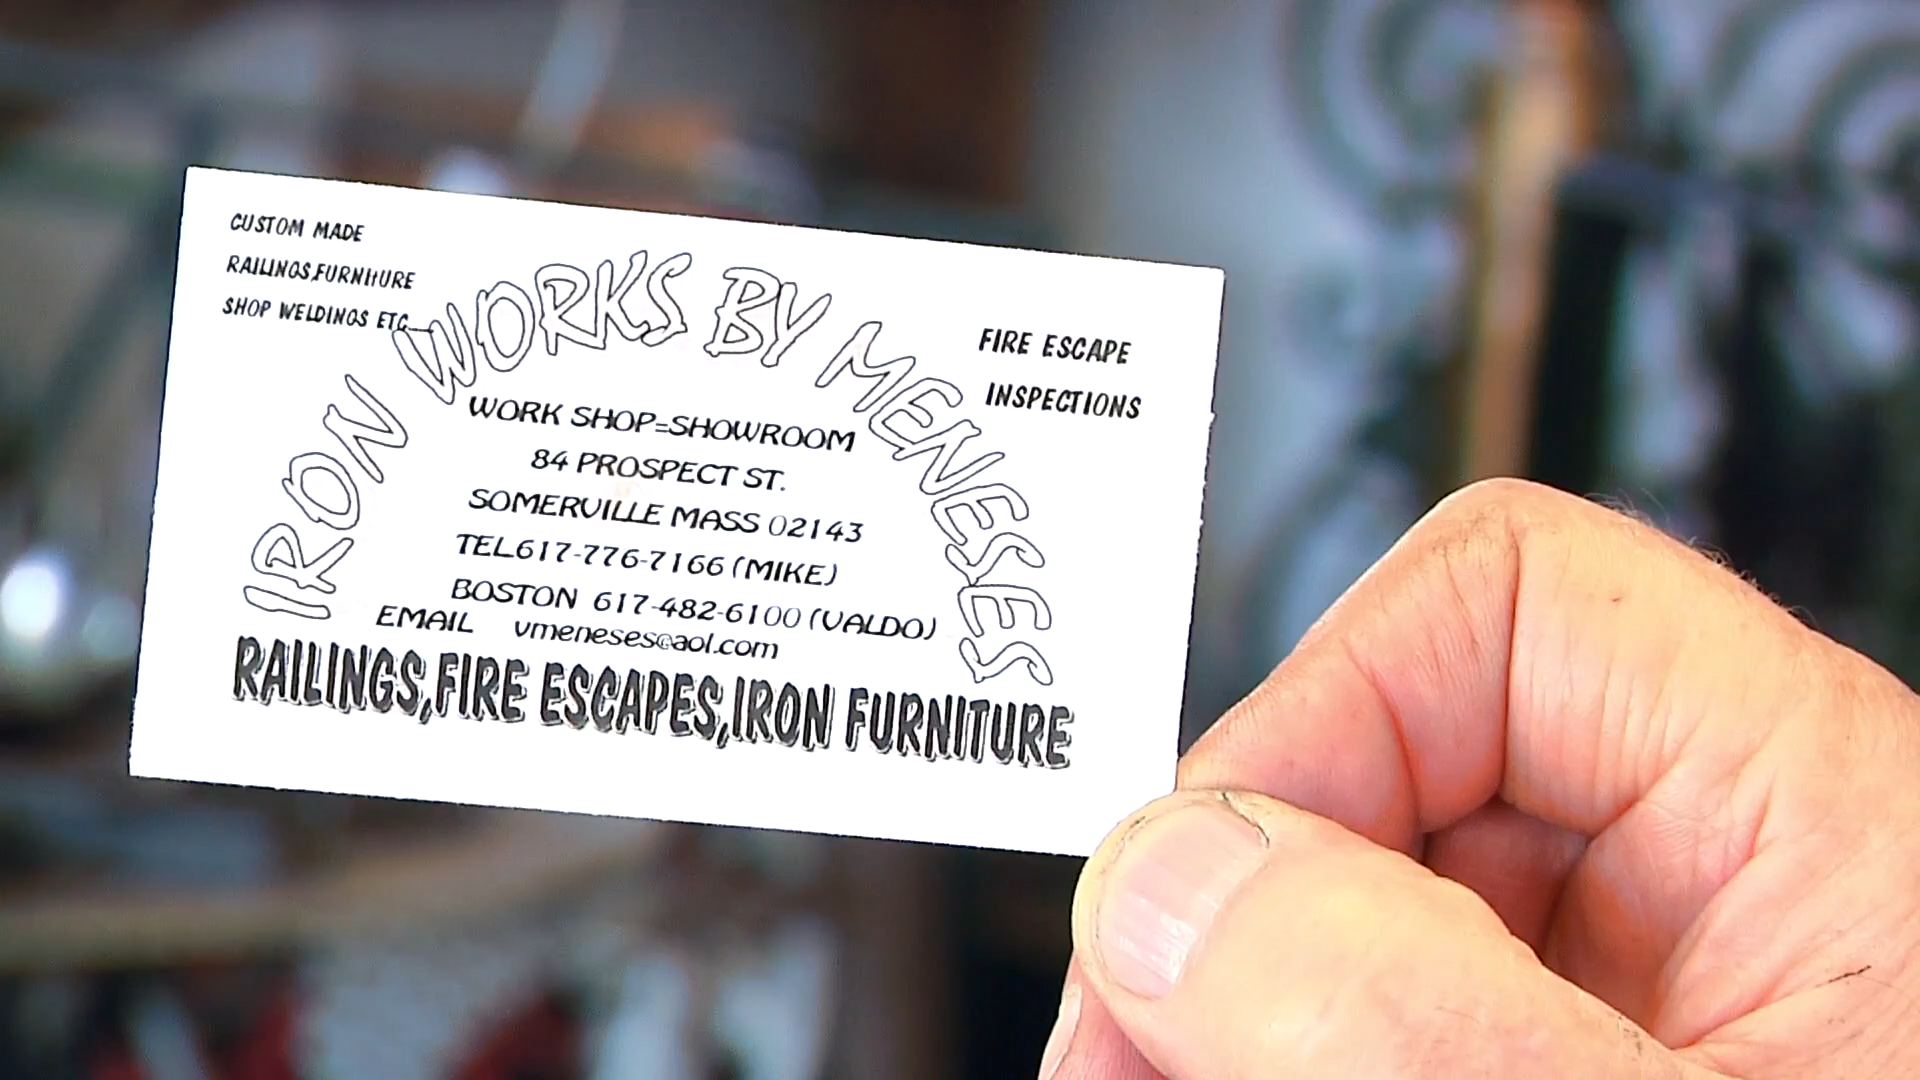 CUSTOM MADE
RAILINGS,FURNItURE
SHOP WELDINGS ETC...
IRON WORKS BY MENESES
FIRE ESCAPE
INSPECTIONS
WORK SHOP=SHOWROOM
84 PROSPECT ST.
SOMERVILLE MASS 02143
TEL.617-776-7166 (MIKE)
BOSTON 617-482-6100 (VALDO)
EMAIL vmeneses@aol.com
RAILINGS,FIRE ESCAPES,IRON FURNITURE